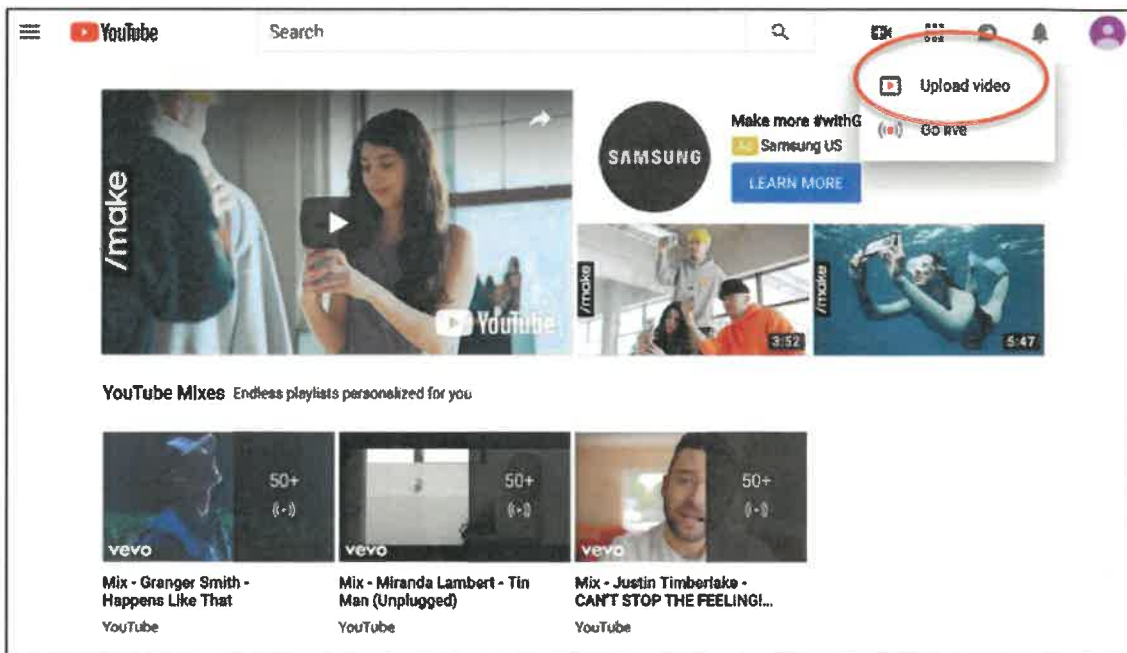 YouTube
Search
Upload video
Go live
/make
YouTube
SAMSUNG
Make more #withG
Ad Samsung US
LEARN MORE
/make
3:52
/make
5:47
YouTube Mixes Endless playlists personalized for you
50+
vevo
50+
vevo
50+
vevo
Mix - Granger Smith -
Happens Like That
YouTube
Mix - Miranda Lambert - Tin
Man (Unplugged)
YouTube
Mix - Justin Timberlake -
CAN'T STOP THE FEELING!...
YouTube